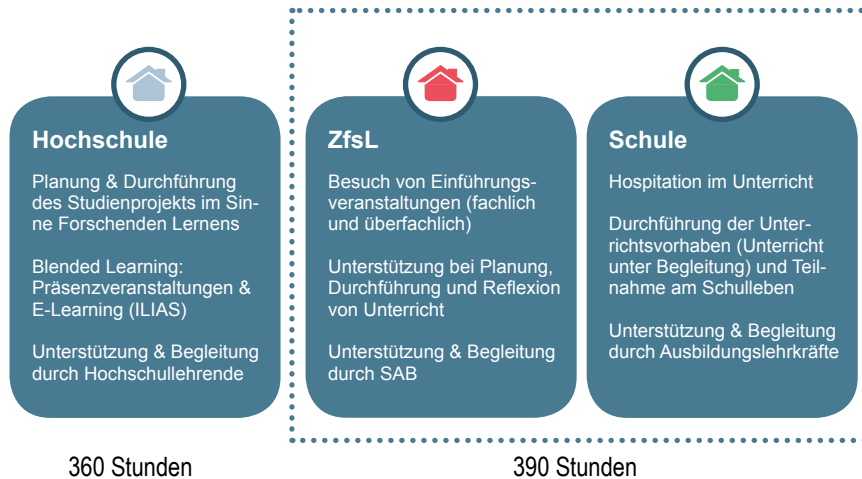 Hochschule
Planung & Durchführung
des Studienprojekts im Sin-
ne Forschenden Lernens
Blended Learning:
Präsenzveranstaltungen &
E-Learning (ILIAS)
Unterstützung & Begleitung
durch Hochschullehrende
360 Stunden
ZfsL
Besuch von Einführungs-
veranstaltungen (fachlich
und überfachlich)
Unterstützung bei Planung,
Durchführung und Reflexion
von Unterricht
Unterstützung & Begleitung
durch SAB
Schule
Hospitation im Unterricht
Durchführung der Unter-
richtsvorhaben (Unterricht
unter Begleitung) und Teil-
nahme am Schulleben
Unterstützung & Begleitung
durch Ausbildungslehrkräfte
390 Stunden